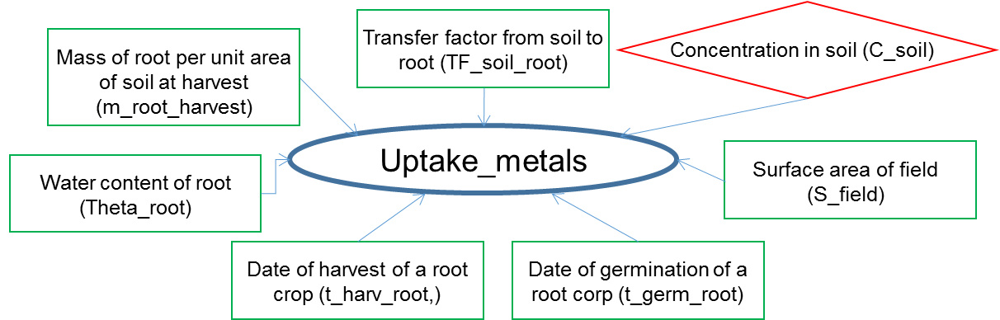 Mass of root per unit area
of soil at harvest
(m_root_harvest)
Transfer factor from soil to
root (TF_soil_root)
Concentration in soil (C_soil)
Uptake_metals
Water content of root
(Theta_root)
Surface area of field
(S_field)
Date of harvest of a root
crop (t_harv_root,)
Date of germination of a
root corp (t_germ_root)